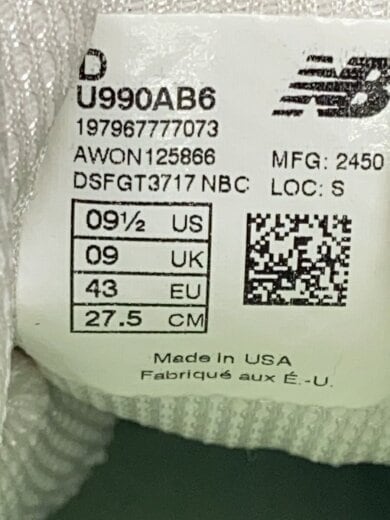 D
NB
U990AB6
197967777073
AWON125866
MFG: 2450
DSFGT3717 NBC
LOC: S
09½ US
09 UK
43 EU
27.5 CM
Made in USA
Fabriqué aux É.-U.